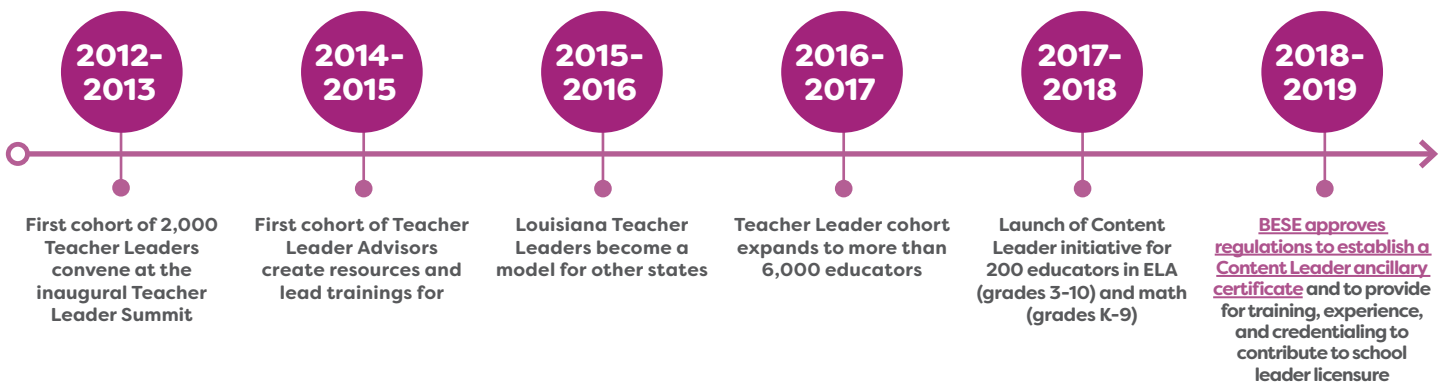 2012-
2013
First cohort of 2,000
Teacher Leaders
convene at the
inaugural Teacher
Leader Summit
2014-
2015
First cohort of Teacher
Leader Advisors
create resources and
lead trainings for
2015-
2016
Louisiana Teacher
Leaders become a
model for other states
2016-
2017
Teacher Leader cohort
expands to more than
6,000 educators
2017-
2018
Launch of Content
Leader initiative for
200 educators in ELA
(grades 3-10) and math
(grades K-9)
2018-
2019
BESE approves
regulations to establish a
Content Leader ancillary
certificate and to provide
for training, experience,
and credentialing to
contribute to school
leader licensure